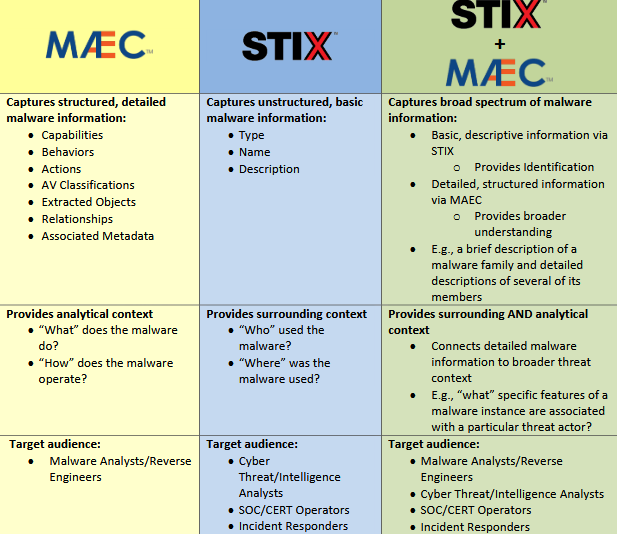 MAEC™
STIX™
STIX™
+
MAEC™
Captures structured, detailed
malware information:
• Capabilities
• Behaviors
• Actions
• AV Classifications
• Extracted Objects
• Relationships
• Associated Metadata
Captures unstructured, basic
malware information:
• Type
• Name
• Description
Captures broad spectrum of malware
information:
• Basic, descriptive information via
STIX
o Provides Identification
• Detailed, structured information
via MAEC
o Provides broader
understanding
• E.g., a brief description of a
malware family and detailed
descriptions of several of its
members
Provides analytical context
• “What” does the malware
do?
• “How” does the malware
operate?
Provides surrounding context
• “Who” used the
malware?
• “Where” was the
malware used?
Provides surrounding AND analytical
context
• Connects detailed malware
information to broader threat
context
• E.g., “what” specific features of a
malware instance are associated
with a particular threat actor?
Target audience:
• Malware Analysts/Reverse
Engineers
Target audience:
• Cyber
Threat/Intelligence
Analysts
• SOC/CERT Operators
• Incident Responders
Target audience:
• Malware Analysts/Reverse
Engineers
• Cyber Threat/Intelligence Analysts
• SOC/CERT Operators
• Incident Responders